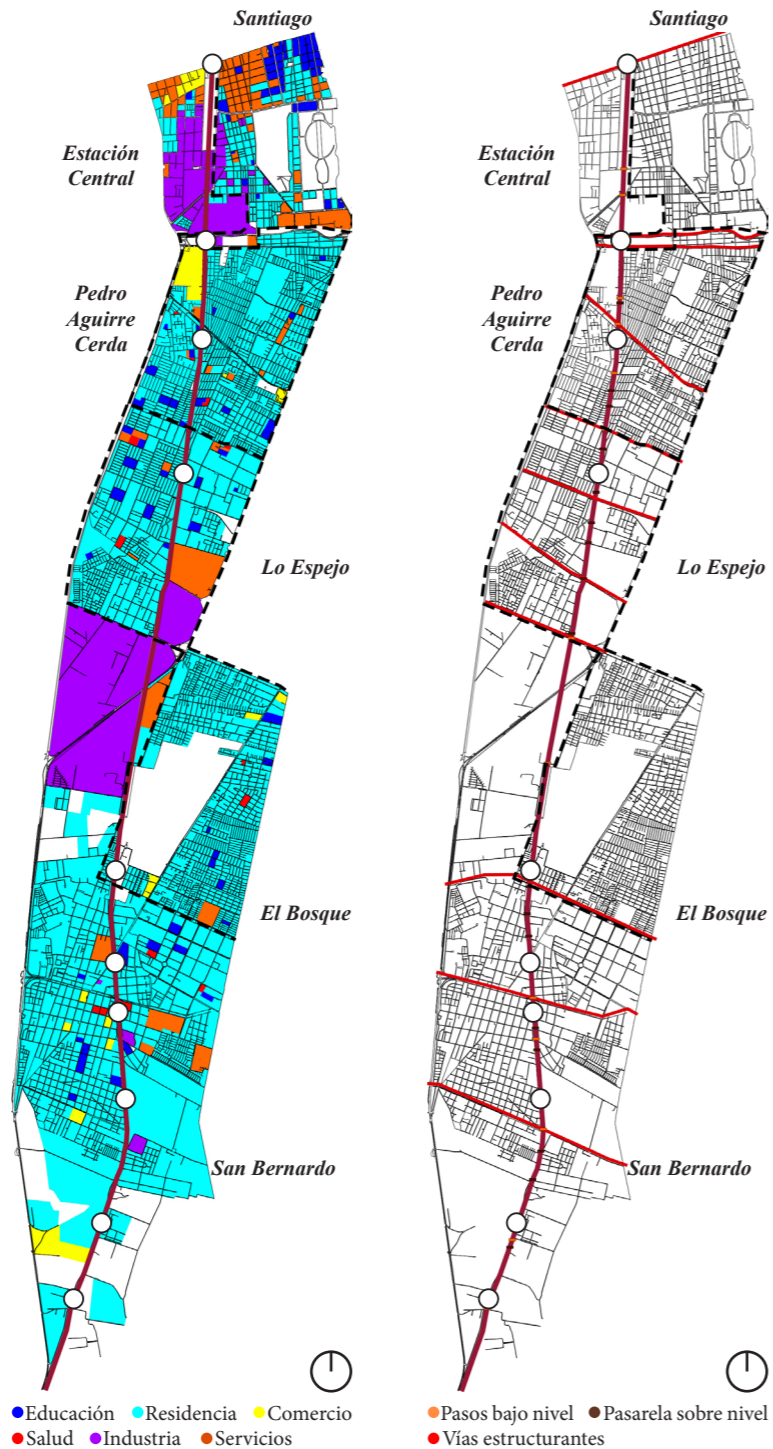 Santiago
Estación
Central
Pedro
Aguirre
Cerda
Lo Espejo
El Bosque
San Bernardo
Educación Residencia Comercio
Salud Industria Servicios
Santiago
Estación
Central
Pedro
Aguirre
Cerda
Lo Espejo
El Bosque
San Bernardo
Pasos bajo nivel Pasarela sobre nivel
Vías estructurantes